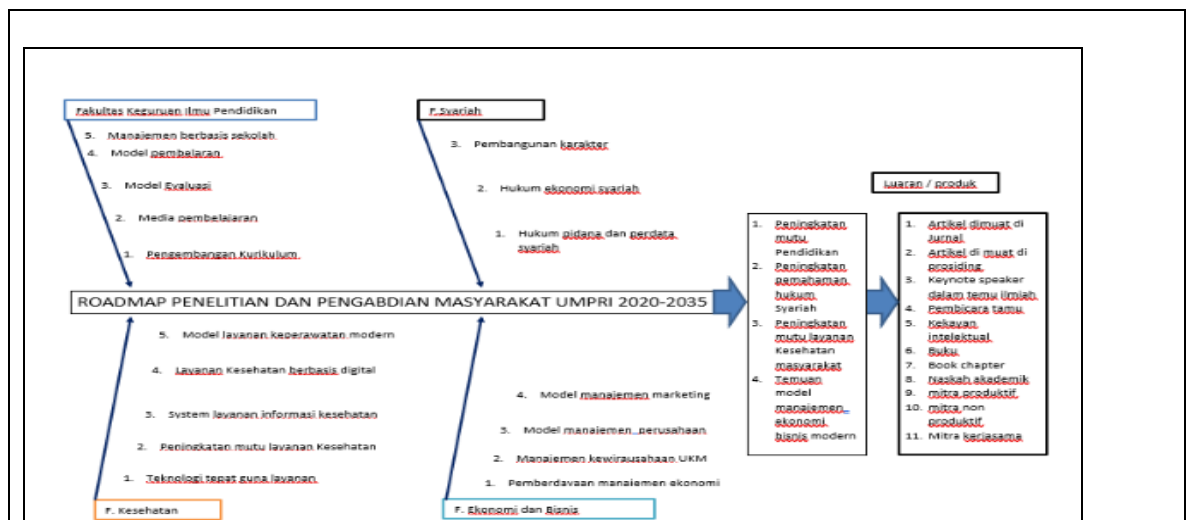 Fakultas Keguruan Ilmu Pendidikan
5. Manajemen berbasis sekolah
4. Model pembelaran
3. Model Evaluasi
2. Media pembelajaran
1. Pengembangan Kurikulum
F.Syariah
3. Pembangunan karakter
2. Hukum ekonomi syariah
1. Hukum pidana dan perdata
syariah
ROADMAP PENELITIAN DAN PENGABDIAN MASYARAKAT UMPRI 2020-2035
5. Model layanan keperawatan modern
4. Layanan Kesehatan berbasis digital
3. System layanan informasi kesehatan
2. Peningkatan mutu layanan Kesehatan
1. Teknologi tepat guna layanan
F. Kesehatan
4. Model manajemen marketing
3. Model manajemen perusahaan
2. Manajemen kewirausahaan UKM
1. Pemberdayaan manajemen ekonomi
F. Ekonomi dan Bisnis
1. Peningkatan
mutu
Pendidikan
2. Peningkatan
pemahaman
hukum
Syariah
3. Peningkatan
mutu layanan
Kesehatan
masyarakat
4. Temuan
model
manajemen
ekonomi
bisnis modern
Luaran / produk
1. Artikel dimuat di
Jurnal
2. Artikel di muat di
prosiding
3. Keynote speaker
dalam temu ilmiah
4. Pembicara tamu
5. Kekayan
intelektual
6. Buku
7. Book chapter
8. Naskah akademik
9. mitra produktif
10. mitra non
produktif
11. Mitra kerjasama